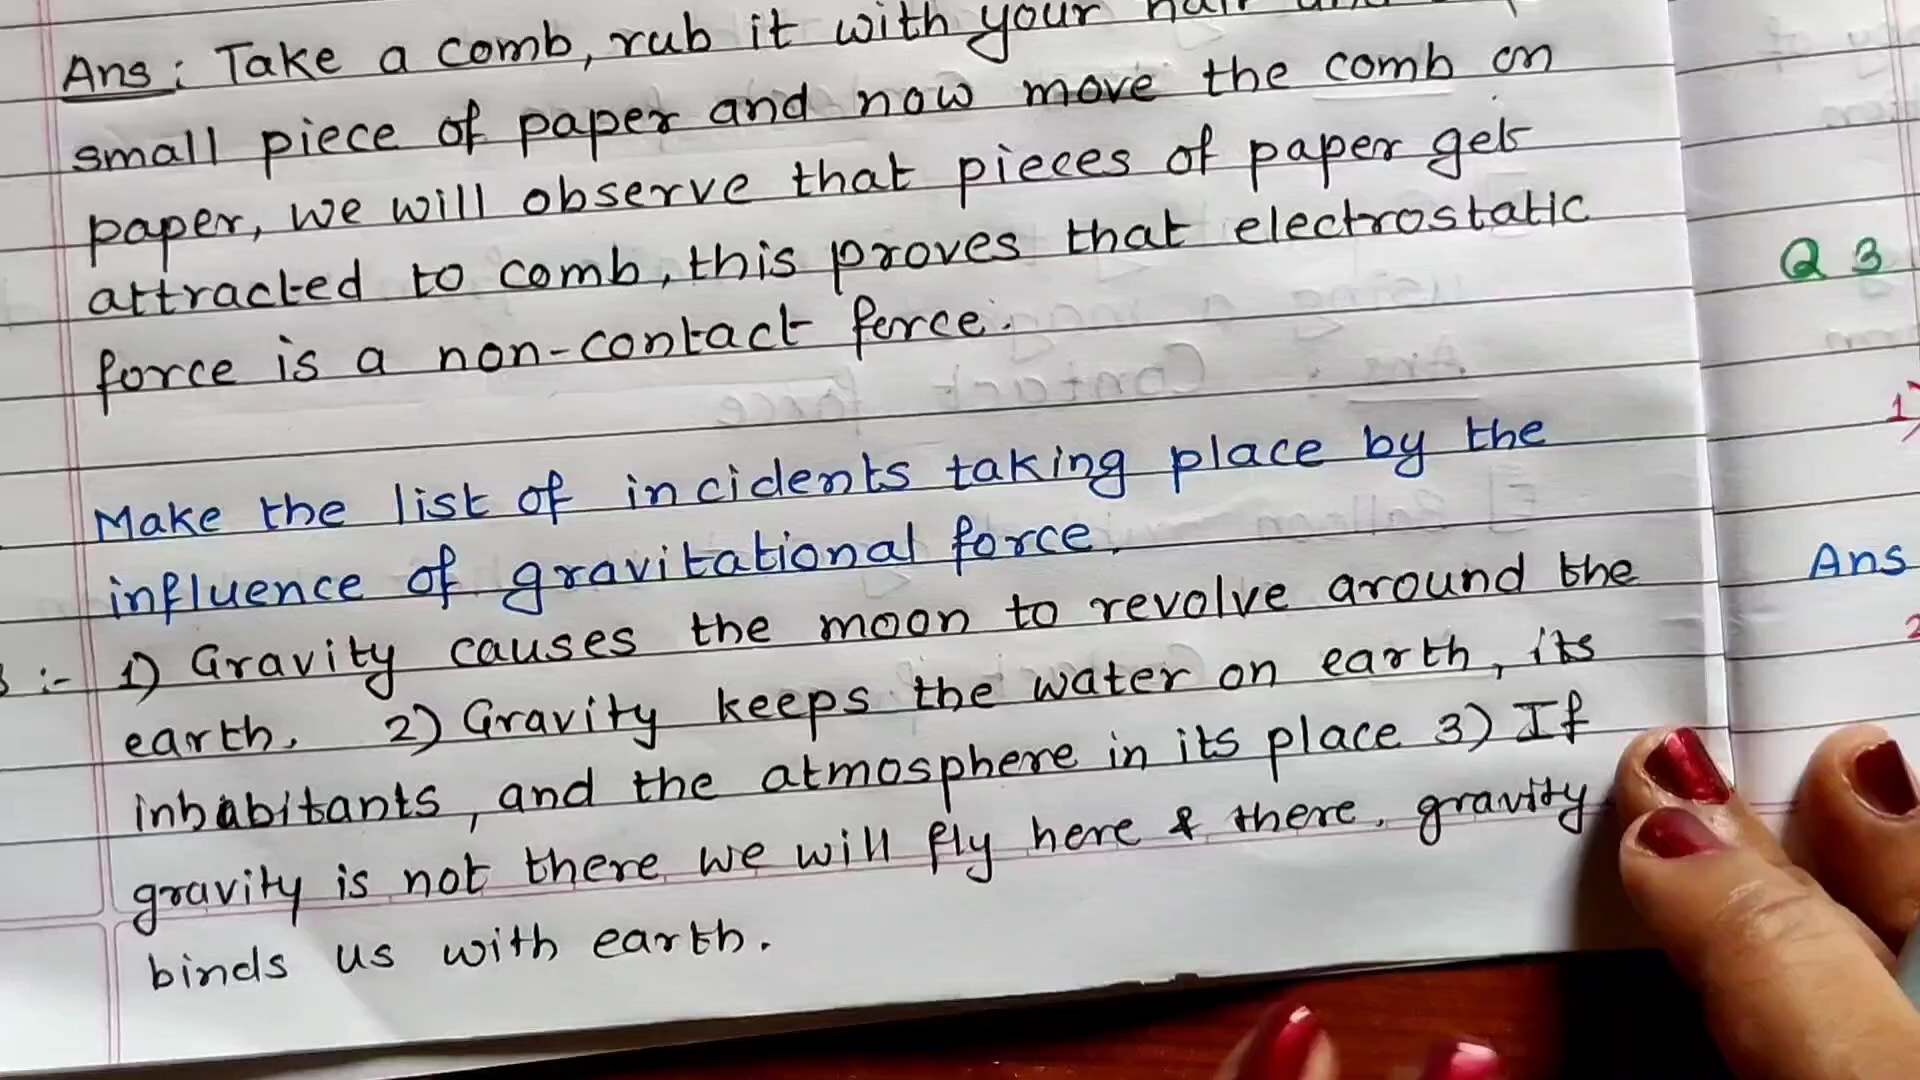 Ans: Take a comb, rub it with your hair
small piece of paper and now move the comb on
paper, we will observe that pieces of paper gets
attracted to comb, this proves that electrostatic
force is a non-contact force.
Make the list of incidents taking place by the
influence of gravitational force.
:- 1) Gravity causes the moon to revolve around the
earth. 2) Gravity keeps the water on earth, its
inhabitants, and the atmosphere in its place 3) If
gravity is not there we will fly here & there. gravity
binds us with earth.
Q 3
1)
Ans
2